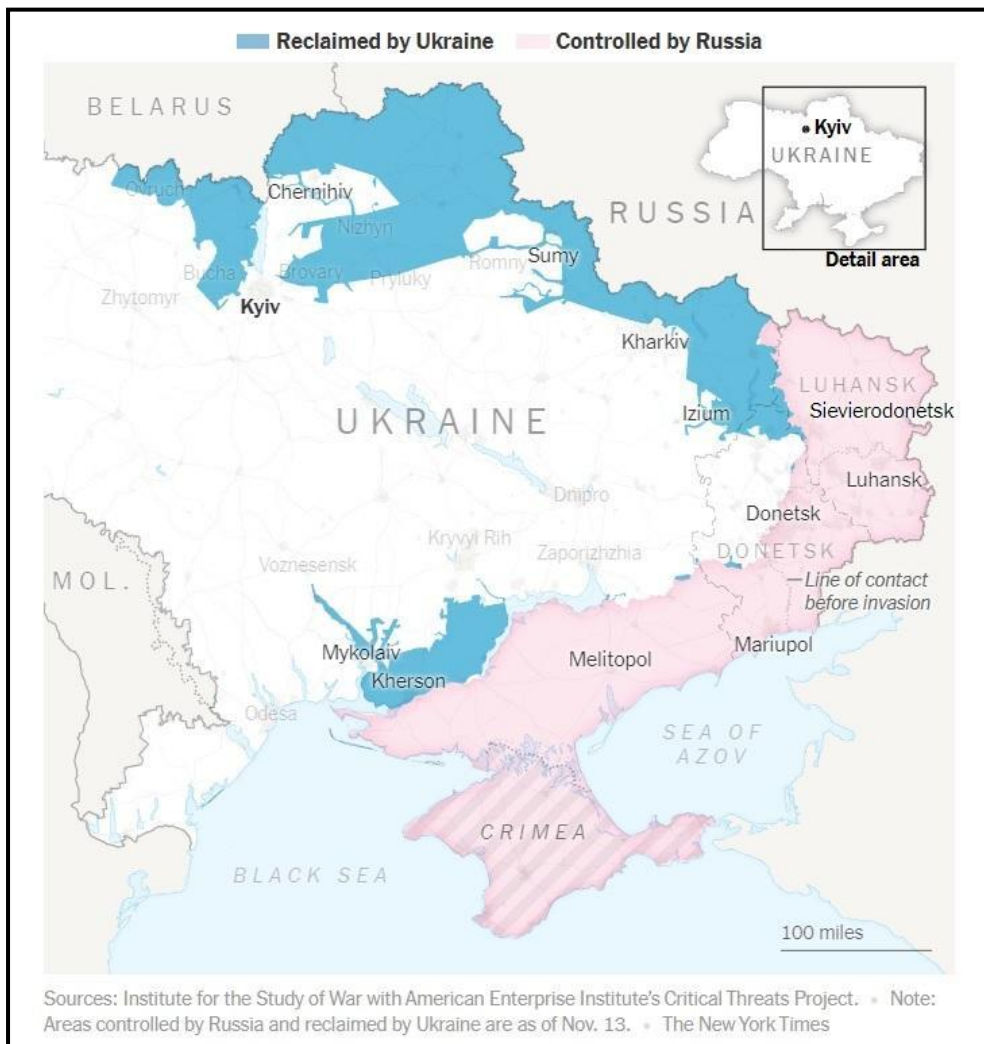 Reclaimed by Ukraine
Controlled by Russia
BELARUS
Kyiv
UKRAINE
Detail area
RUSSIA
Ovruch
Chernihiv
Nizhyn
Bucha
Brovary
Pryluky
Romny
Sumy
Zhytomyr
Kyiv
Kharkiv
LUHANSK
Sievierodonetsk
UKRAINE
Izium
Luhansk
Dnipro
Donetsk
Kryvyi Rih
Zaporizhzhia
DONETSK
Voznesensk
MOL.
Line of contact
before invasion
Mykolaiv
Melitopol
Mariupol
Kherson
Odesa
SEA OF
AZOV
CRIMEA
BLACK SEA
100 miles
Sources: Institute for the Study of War with American Enterprise Institute's Critical Threats Project. • Note:
Areas controlled by Russia and reclaimed by Ukraine are as of Nov. 13. • The New York Times